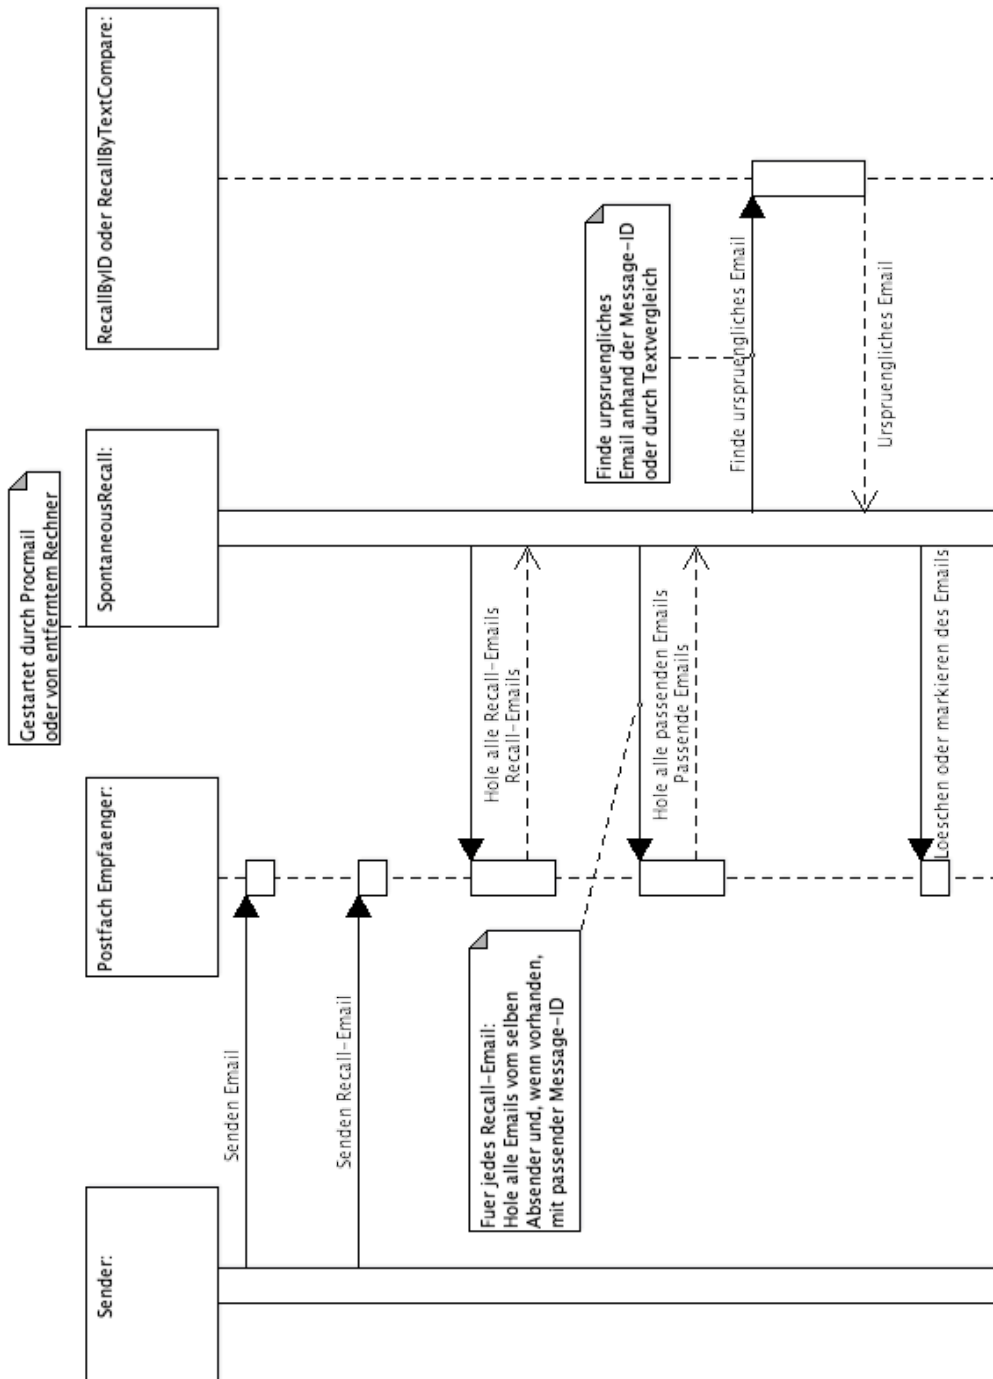 Gestartet durch Procmail
oder von entferntem Rechner
Sender:
Postfach Empfaenger:
SpontaneousRecall:
RecallByID oder RecallByTextCompare:
Senden Email
Senden Recall-Email
Hole alle Recall-Emails
Recall-Emails
Fuer jedes Recall-Email:
Hole alle Emails vom selben
Absender und, wenn vorhanden,
mit passender Message-ID
Hole alle passenden Emails
Passende Emails
Finde urpsruengliches
Email anhand der Message-ID
oder durch Textvergleich
Finde urspruengliches Email
Urspruengliches Email
Loeschen oder markieren des Emails